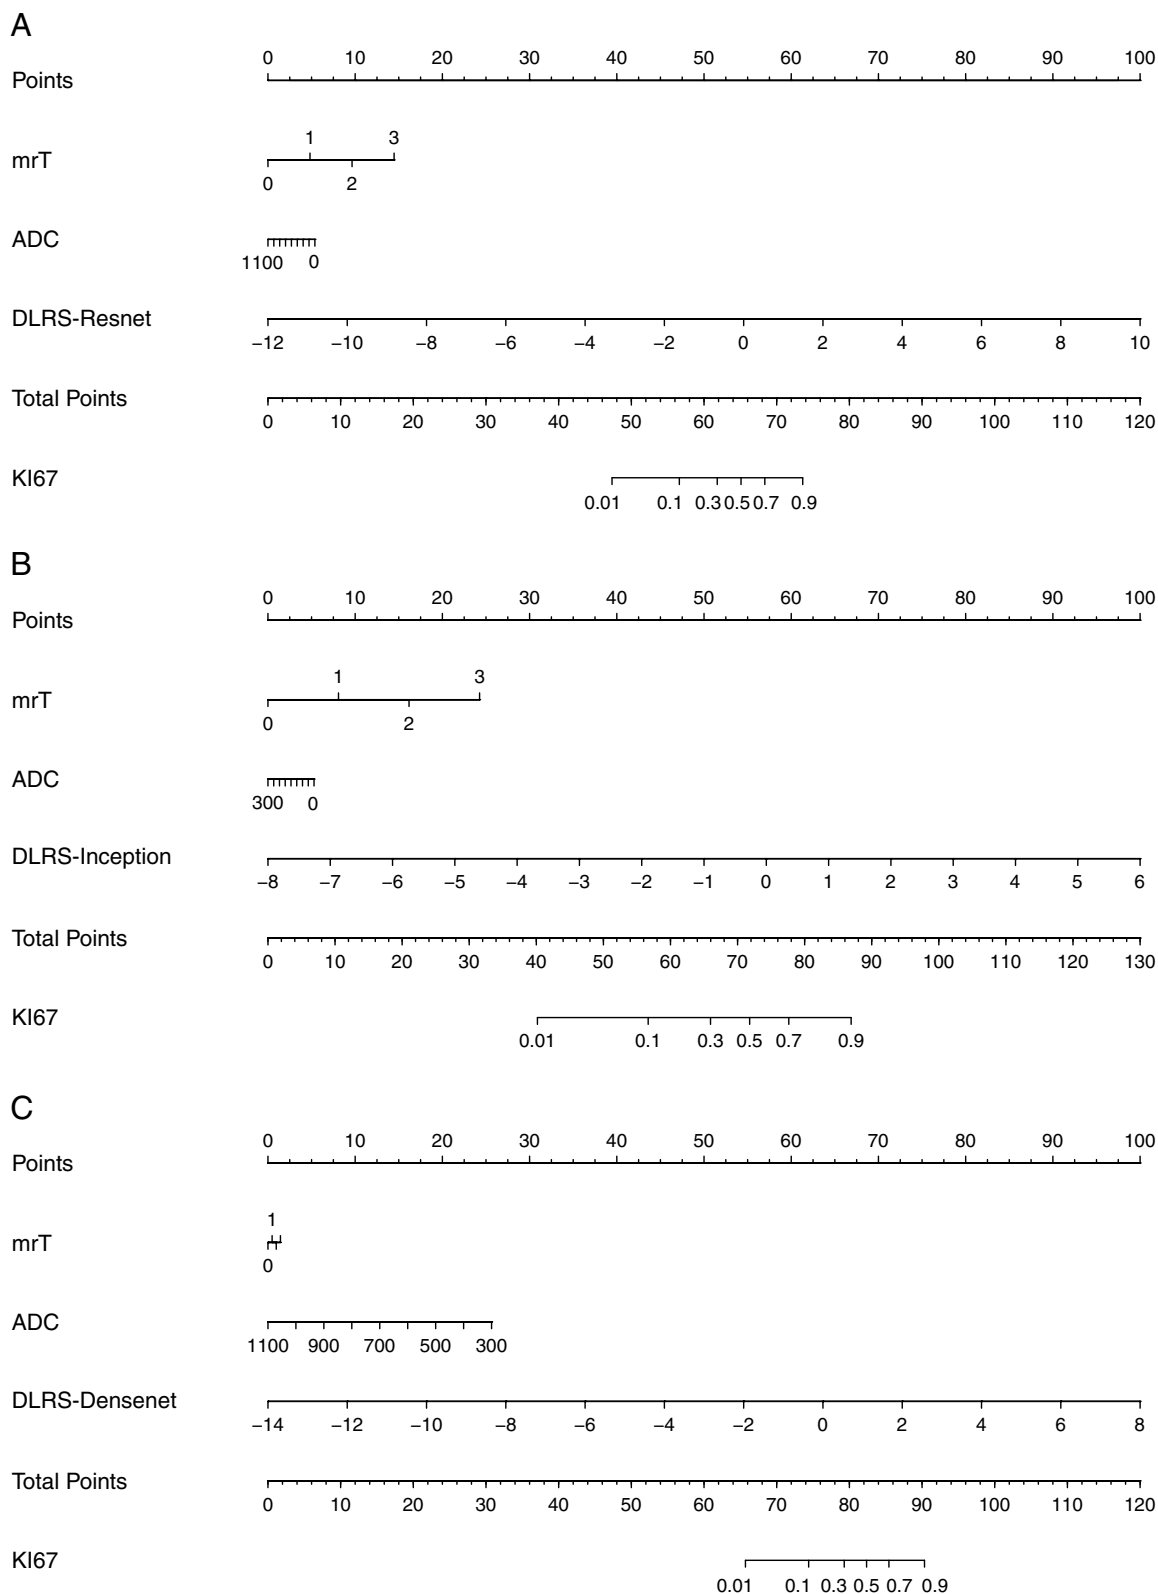 A
0 10 20 30 40 50 60 70 80 90 100
Points
1 3
mrT
0 2
ADC
1100 0
DLRS-Resnet
−12 −10 −8 −6 −4 −2 0 2 4 6 8 10
Total Points
0 10 20 30 40 50 60 70 80 90 100 110 120
KI67
0.01 0.1 0.3 0.5 0.7 0.9
B
0 10 20 30 40 50 60 70 80 90 100
Points
1 3
mrT
0 2
ADC
300 0
DLRS-Inception
−8 −7 −6 −5 −4 −3 −2 −1 0 1 2 3 4 5 6
Total Points
0 10 20 30 40 50 60 70 80 90 100 110 120 130
KI67
0.01 0.1 0.3 0.5 0.7 0.9
C
0 10 20 30 40 50 60 70 80 90 100
Points
1
mrT
0
ADC
1100 900 700 500 300
DLRS-Densenet
−14 −12 −10 −8 −6 −4 −2 0 2 4 6 8
Total Points
0 10 20 30 40 50 60 70 80 90 100 110 120
KI67
0.01 0.1 0.3 0.5 0.7 0.9